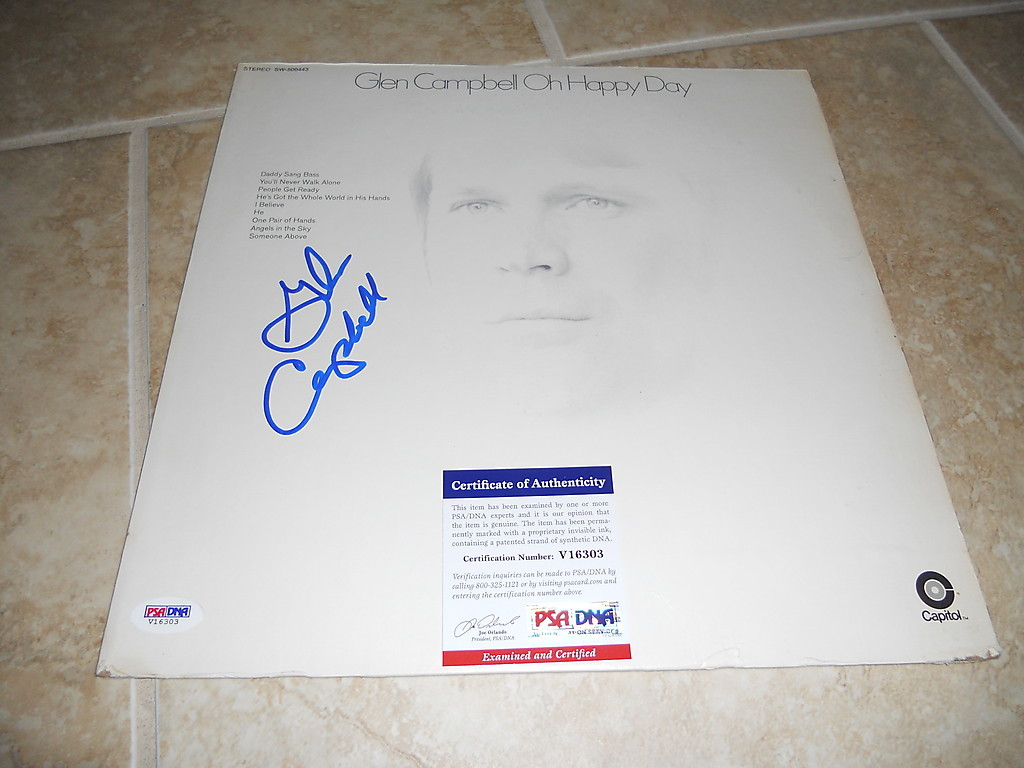 STEREO SW-500443
Glen Campbell Oh Happy Day
Daddy Sang Bass
You'll Never Walk Alone
People Get Ready
He's Got the Whole World in His Hands
I Believe
He
One Pair of Hands
Angels in the Sky
Someone Above
Glen
Campbell
Certificate of Authenticity
This item has been examined by one or more
PSA/DNA experts and it is our opinion that
the item is genuine. The item has been perma-
nently marked with a proprietary invisible ink,
containing a patented strand of synthetic DNA.
Certification Number: V16303
Verification inquiries can be made to PSA/DNA by
calling 800-325-1121 or by visiting psacard.com and
entering the certification number above.
Joe Orlando
President, PSA/DNA
PSA DNA
Examined and Certified
PSA DNA
V16303
Capitol